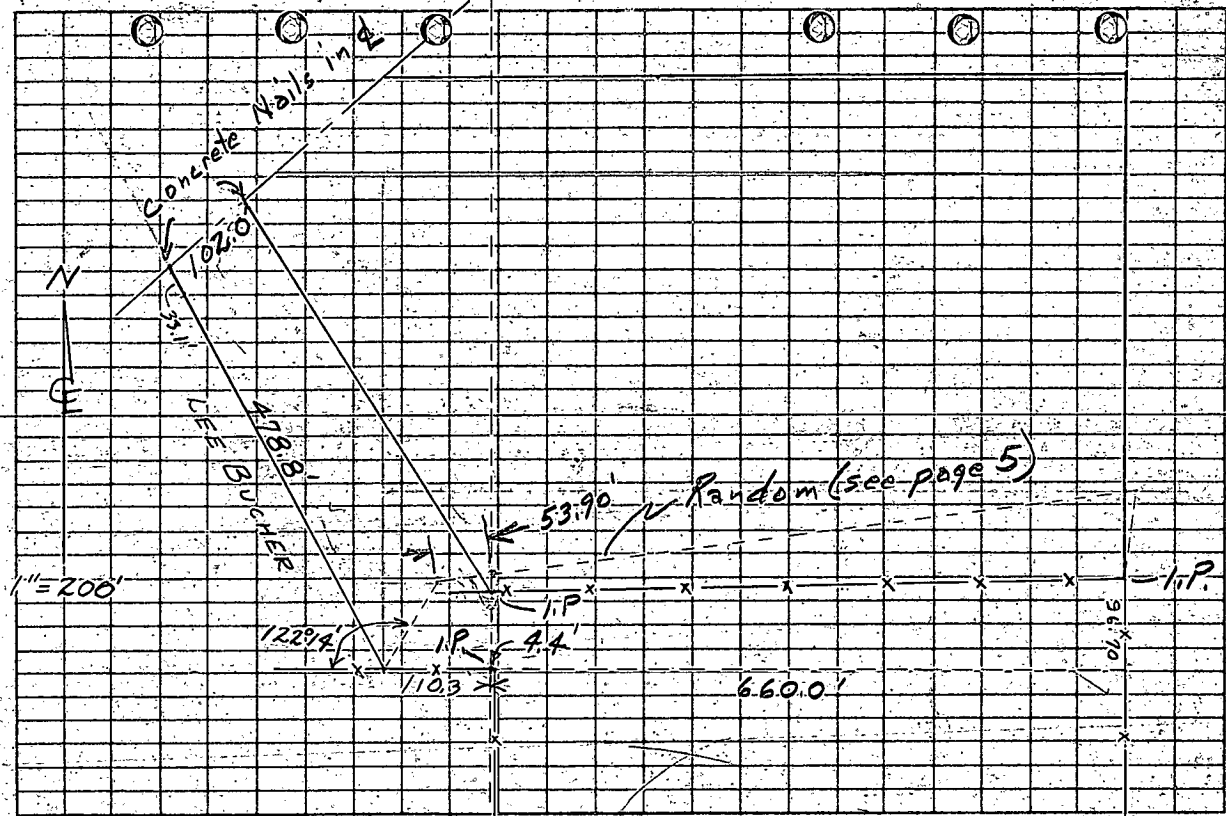 Concrete Nails in ℄
102.0'
N
33.1'
478.8'
LEE BUCHER
53.90'
Random (see page 5)
1" = 200'
I.P.
I.P.
122°14'
I.P.
4.4'
96.70
110.3'
660.0'